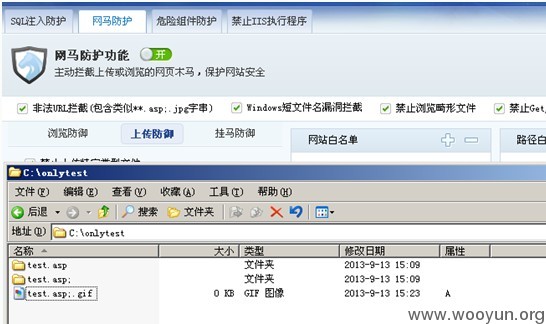 SQL注入防护 网马防护 危险组件防护 禁止IIS执行程序
网马防护功能 开
主动拦截上传或浏览的网页木马，保护网站安全
非法URL拦截(包含类似**.asp;.jpg字串) Windows短文件名漏洞拦截 禁止浏览畸形文件 禁止Get
浏览防御 上传防御 挂马防御 网站白名单 路径白
C:\onlytest
文件(F) 编辑(E) 查看(V) 收藏(A) 工具(T) 帮助(H)
后退 搜索 文件夹
地址(D) C:\onlytest
名称 大小 类型 修改日期 属性
test.asp 文件夹 2013-9-13 15:09
test.asp; 文件夹 2013-9-13 15:09
test.asp;.gif 0 KB GIF 图像 2013-9-13 15:23 A
www.wooyun.org